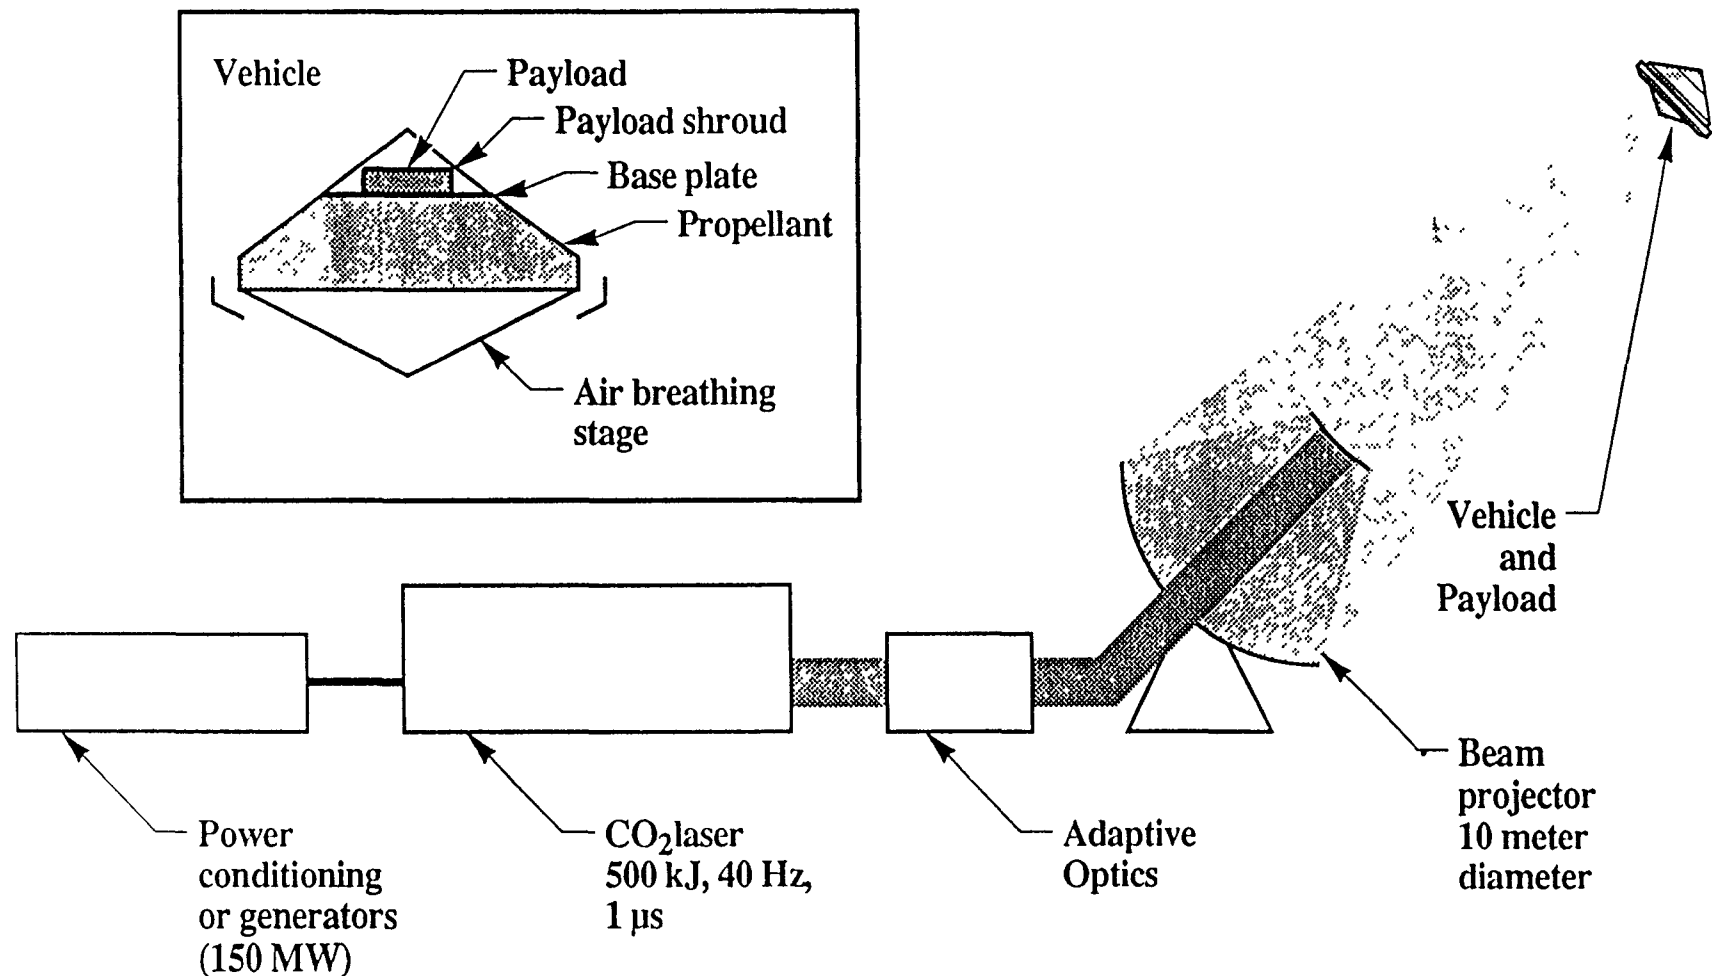 Vehicle
Payload
Payload shroud
Base plate
Propellant
Air breathing
stage
Vehicle
and
Payload
Power
conditioning
or generators
(150 MW)
CO₂laser
500 kJ, 40 Hz,
1 µs
Adaptive
Optics
Beam
projector
10 meter
diameter